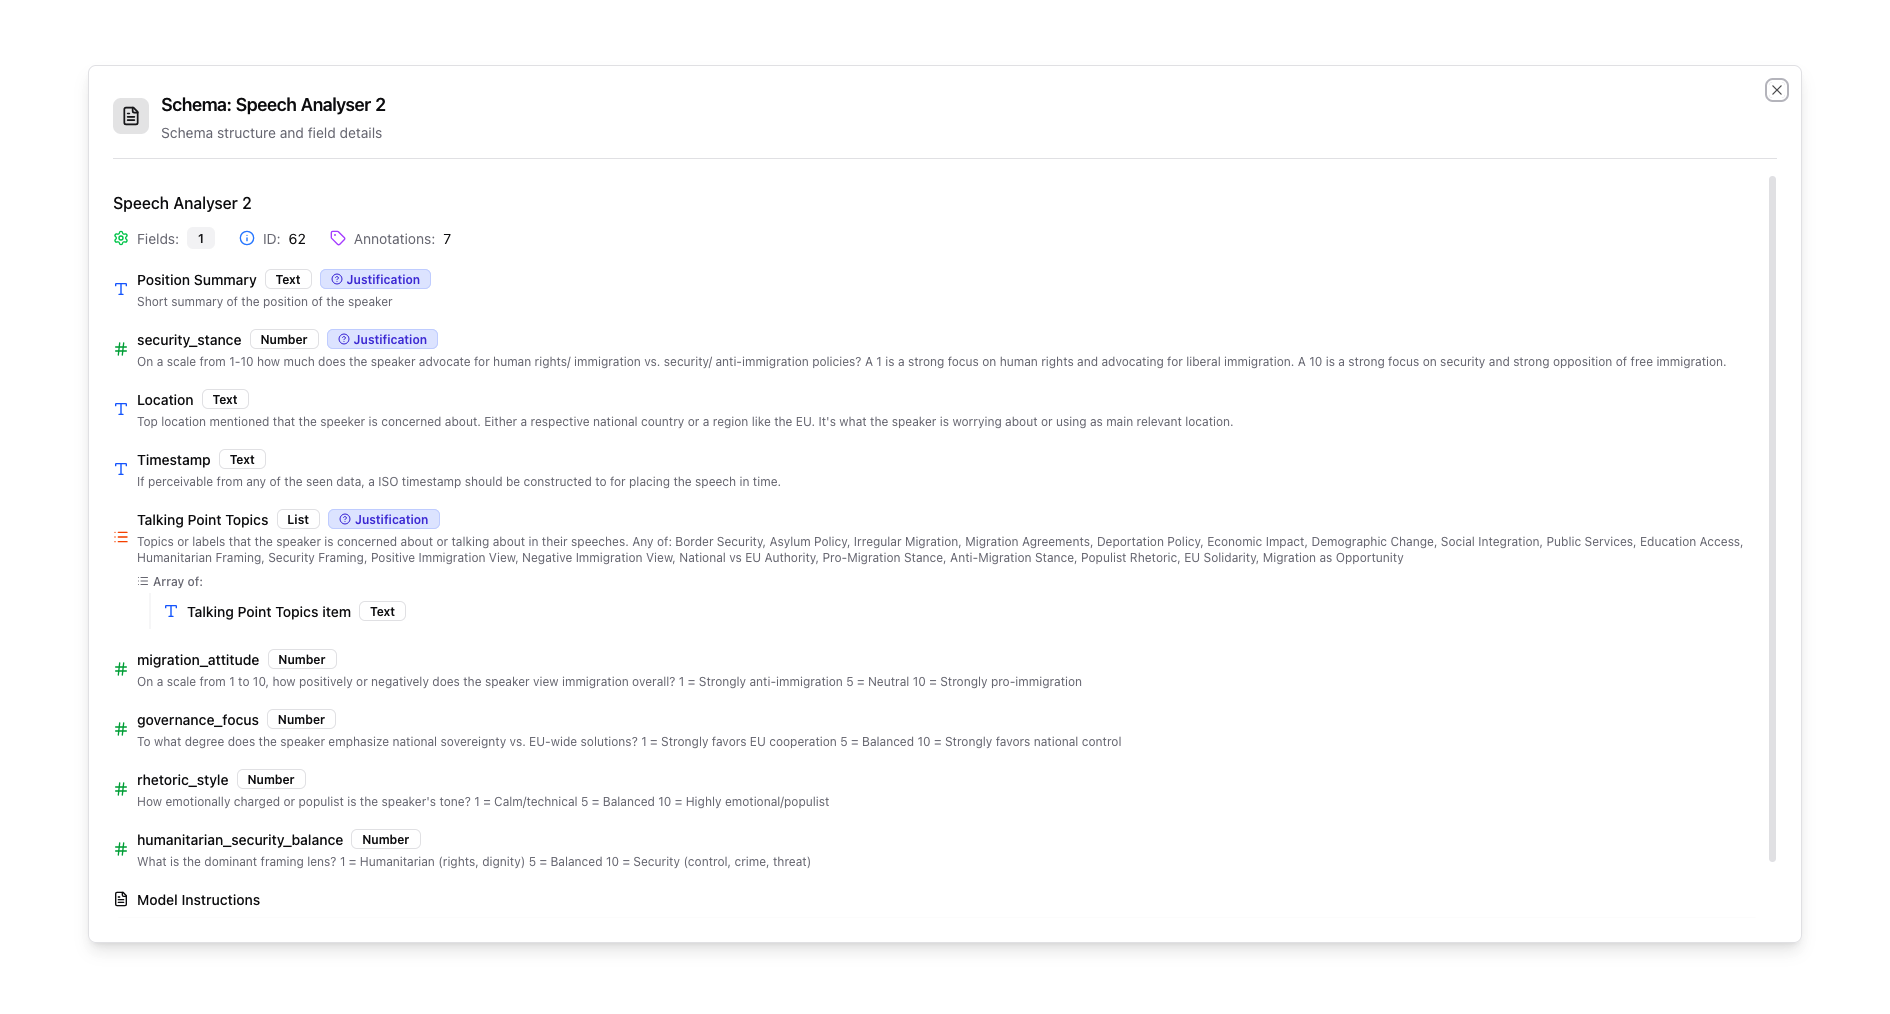 Schema: Speech Analyser 2
Schema structure and field details
Speech Analyser 2
Fields: 1 ID: 62 Annotations: 7
Position Summary Text Justification
Short summary of the position of the speaker
security_stance Number Justification
On a scale from 1-10 how much does the speaker advocate for human rights/ immigration vs. security/ anti-immigration policies? A 1 is a strong focus on human rights and advocating for liberal immigration. A 10 is a strong focus on security and strong opposition of free immigration.
Location Text
Top location mentioned that the speeker is concerned about. Either a respective national country or a region like the EU. It's what the speaker is worrying about or using as main relevant location.
Timestamp Text
If perceivable from any of the seen data, a ISO timestamp should be constructed to for placing the speech in time.
Talking Point Topics List Justification
Topics or labels that the speaker is concerned about or talking about in their speeches. Any of: Border Security, Asylum Policy, Irregular Migration, Migration Agreements, Deportation Policy, Economic Impact, Demographic Change, Social Integration, Public Services, Education Access,
Humanitarian Framing, Security Framing, Positive Immigration View, Negative Immigration View, National vs EU Authority, Pro-Migration Stance, Anti-Migration Stance, Populist Rhetoric, EU Solidarity, Migration as Opportunity
Array of:
Talking Point Topics item Text
migration_attitude Number
On a scale from 1 to 10, how positively or negatively does the speaker view immigration overall? 1 = Strongly anti-immigration 5 = Neutral 10 = Strongly pro-immigration
governance_focus Number
To what degree does the speaker emphasize national sovereignty vs. EU-wide solutions? 1 = Strongly favors EU cooperation 5 = Balanced 10 = Strongly favors national control
rhetoric_style Number
How emotionally charged or populist is the speaker's tone? 1 = Calm/technical 5 = Balanced 10 = Highly emotional/populist
humanitarian_security_balance Number
What is the dominant framing lens? 1 = Humanitarian (rights, dignity) 5 = Balanced 10 = Security (control, crime, threat)
Model Instructions